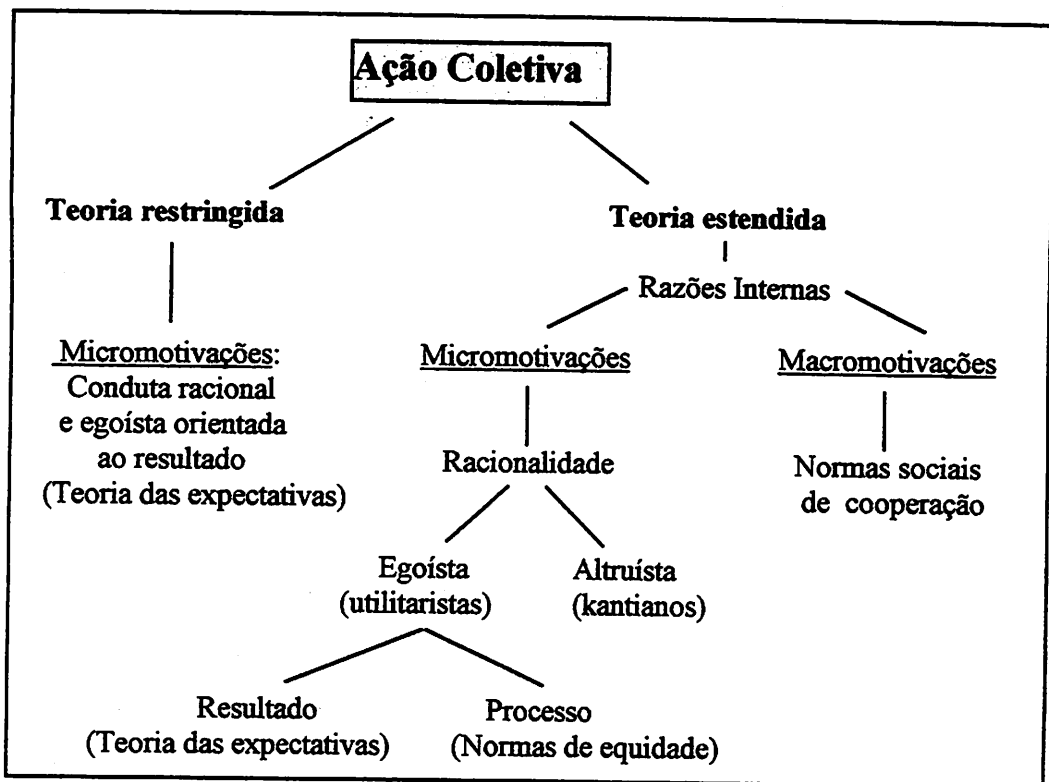 Ação Coletiva
Teoria restringida
Teoria estendida
Razões Internas
Micromotivações:
Conduta racional
e egoísta orientada
ao resultado
(Teoria das expectativas)
Micromotivações
Macromotivações
Racionalidade
Normas sociais
de cooperação
Egoísta
(utilitaristas)
Altruísta
(kantianos)
Resultado
(Teoria das expectativas)
Processo
(Normas de equidade)